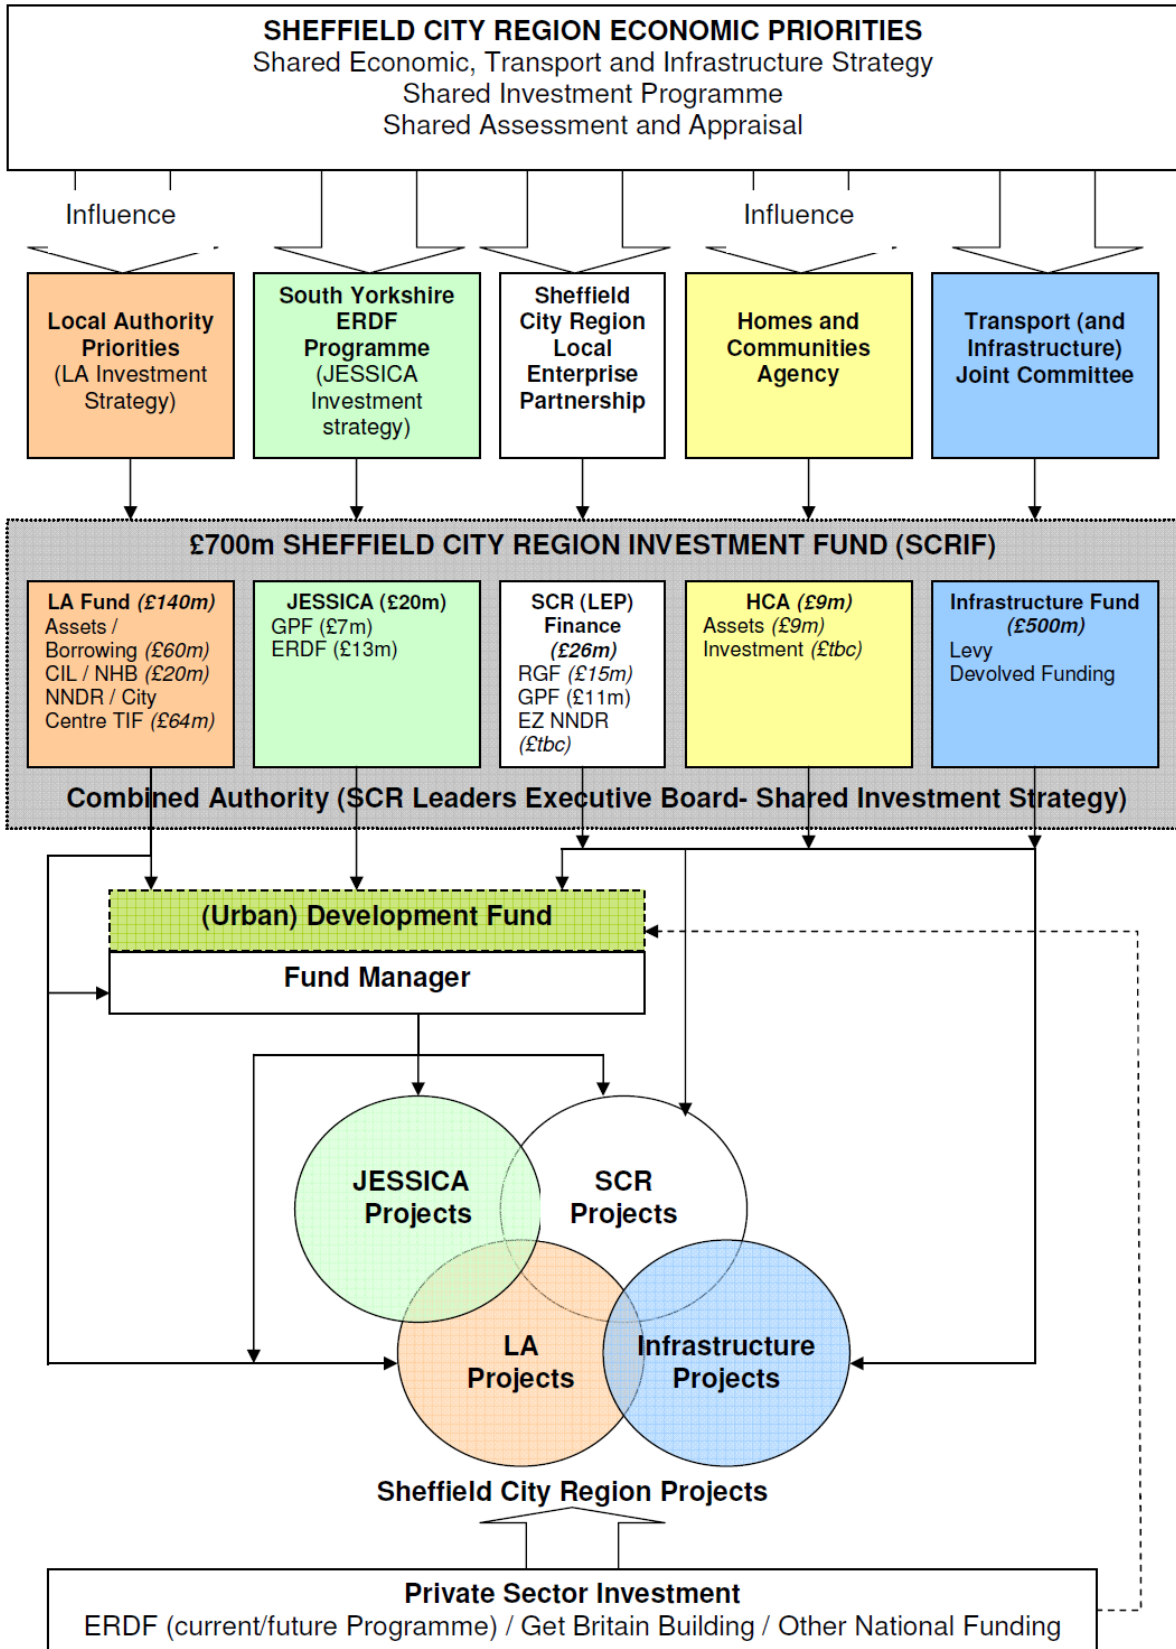 SHEFFIELD CITY REGION ECONOMIC PRIORITIES
Shared Economic, Transport and Infrastructure Strategy
Shared Investment Programme
Shared Assessment and Appraisal
Influence
Influence
Local Authority
Priorities
(LA Investment
Strategy)
South Yorkshire
ERDF
Programme
(JESSICA
Investment
strategy)
Sheffield
City Region
Local
Enterprise
Partnership
Homes and
Communities
Agency
Transport (and
Infrastructure)
Joint Committee
£700m SHEFFIELD CITY REGION INVESTMENT FUND (SCRIF)
LA Fund (£140m)
Assets /
Borrowing (£60m)
CIL / NHB (£20m)
NNDR / City
Centre TIF (£64m)
JESSICA (£20m)
GPF (£7m)
ERDF (£13m)
SCR (LEP)
Finance
(£26m)
RGF (£15m)
GPF (£11m)
EZ NNDR
(£tbc)
HCA (£9m)
Assets (£9m)
Investment (£tbc)
Infrastructure Fund
(£500m)
Levy
Devolved Funding
Combined Authority (SCR Leaders Executive Board- Shared Investment Strategy)
(Urban) Development Fund
Fund Manager
JESSICA
Projects
SCR
Projects
LA
Projects
Infrastructure
Projects
Sheffield City Region Projects
Private Sector Investment
ERDF (current/future Programme) / Get Britain Building / Other National Funding